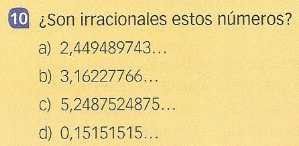 10 ¿Son irracionales estos números?
a) 2,449489743...
b) 3,16227766...
c) 5,2487524875...
d) 0,15151515...